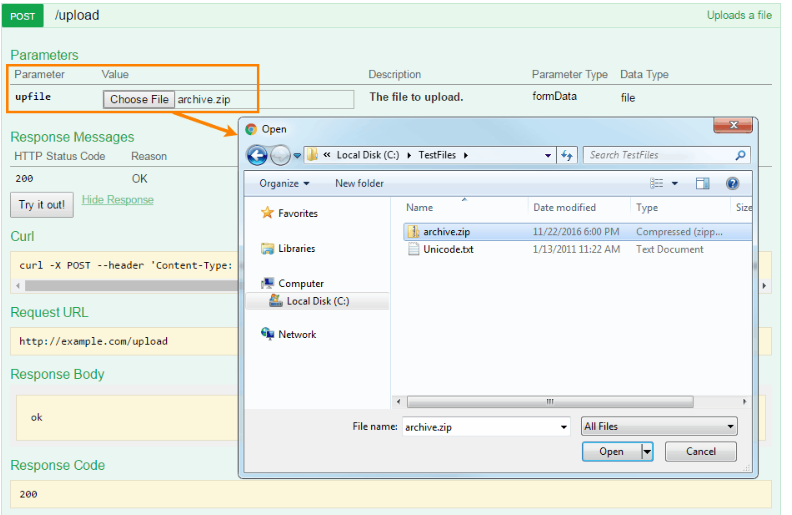 POST /upload Uploads a file
Parameters
Parameter Value Description Parameter Type Data Type
upfile Choose File archive.zip The file to upload. formData file
Response Messages
HTTP Status Code Reason
200 OK
Try it out! Hide Response
Curl
curl -X POST --header 'Content-Type:
Request URL
http://example.com/upload
Response Body
ok
Response Code
200
Open
« Local Disk (C:) TestFiles Search TestFiles
Organize New folder
Favorites
Libraries
Computer
Local Disk (C:)
Network
Name Date modified Type Size
archive.zip 11/22/2016 6:00 PM Compressed (zipp...
Unicode.txt 1/13/2011 11:22 AM Text Document
File name: archive.zip All Files
Open Cancel